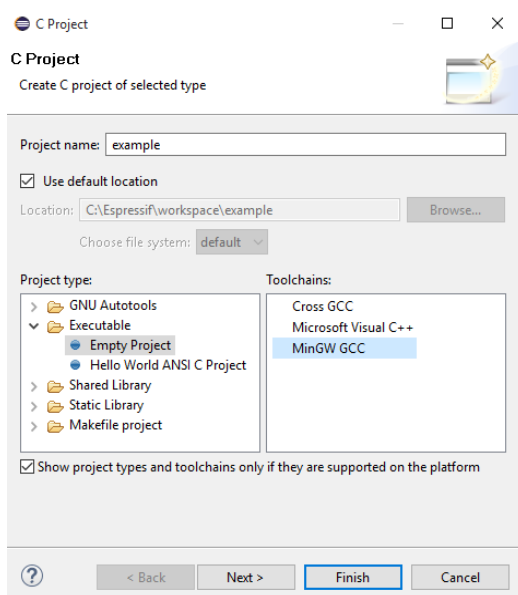 C Project
C Project
Create C project of selected type
Project name: example
Use default location
Location: C:\Espressif\workspace\example Browse...
Choose file system: default
Project type: Toolchains:
GNU Autotools Cross GCC
Executable Microsoft Visual C++
Empty Project MinGW GCC
Hello World ANSI C Project
Shared Library
Static Library
Makefile project
Show project types and toolchains only if they are supported on the platform
? < Back Next > Finish Cancel